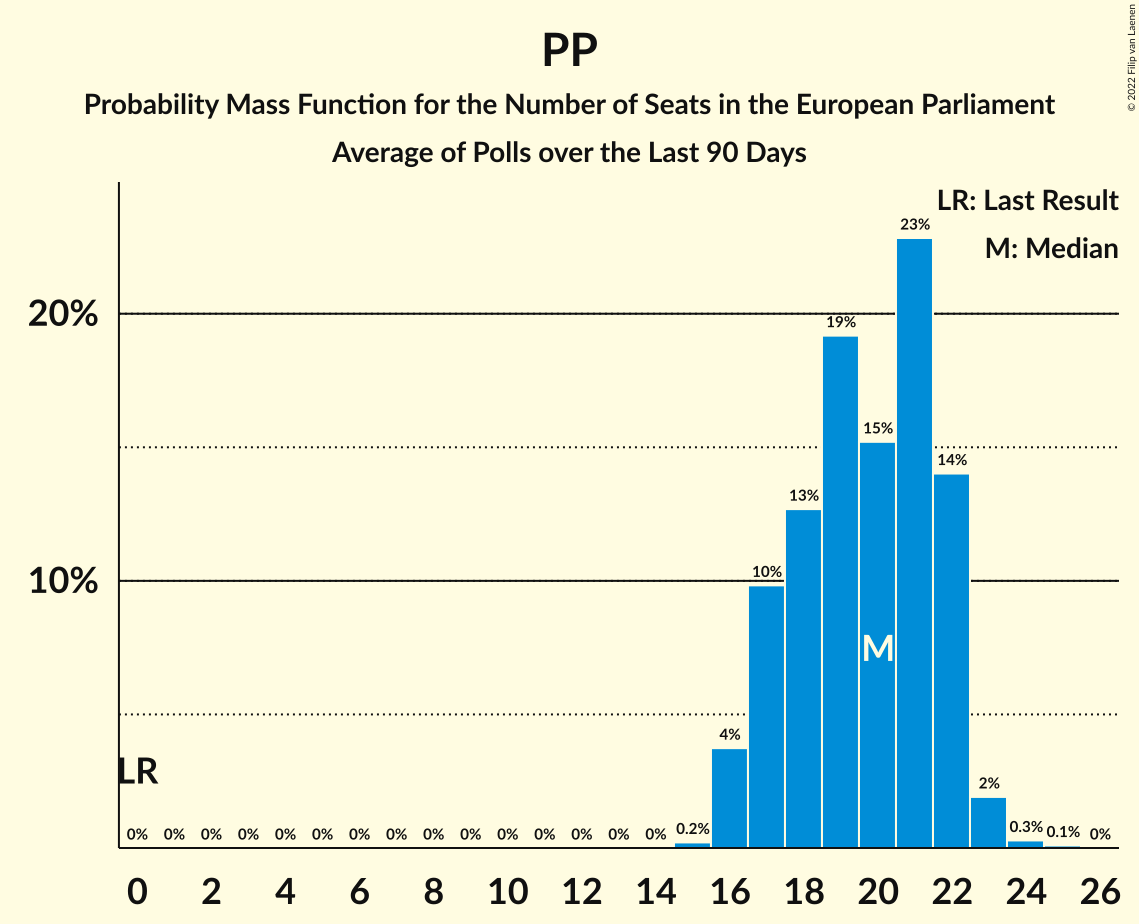 PP
Probability Mass Function for the Number of Seats in the European Parliament
Average of Polls over the Last 90 Days
© 2022 Filip van Laenen
LR: Last Result
M: Median
20%
10%
LR
M
0% 0% 0% 0% 0% 0% 0% 0% 0% 0% 0% 0% 0% 0% 0% 0.2% 4% 10% 13% 19% 15% 23% 14% 2% 0.3% 0.1% 0%
0 2 4 6 8 10 12 14 16 18 20 22 24 26